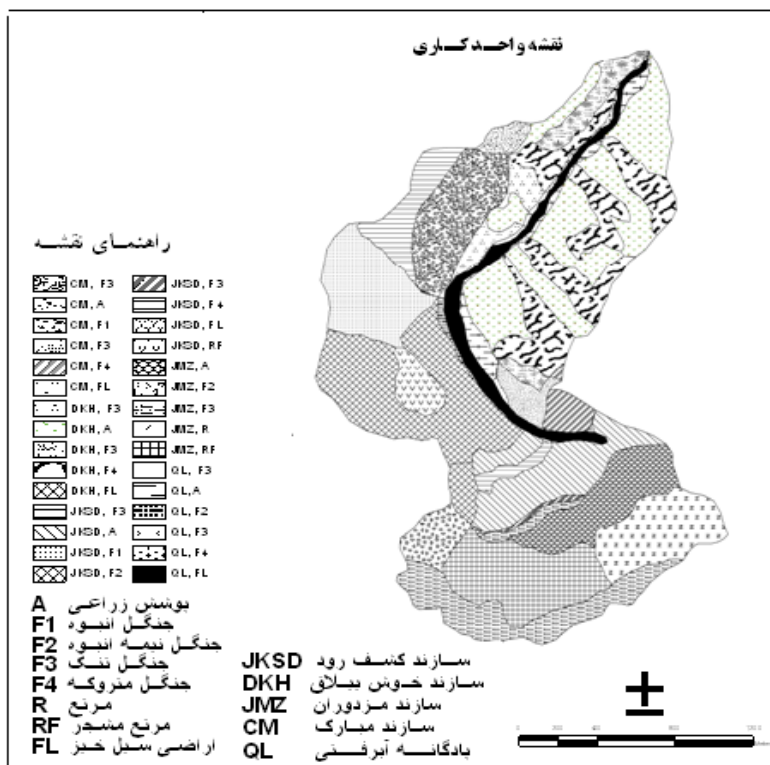 نقشه واحد کاری
راهنمای نقشه
CM, F3 JKSD, F3
CM, A JKSD, F4
CM, F1 JKSD, FL
CM, F3 JKSD, RF
CM, F4 JMZ, A
CM, FL JMZ, F2
DKH, F3 JMZ, F3
DKH, A JMZ, R
DKH, F3 JMZ, RF
DKH, F4 QL, F3
DKH, FL QL, A
JKSD, F3 QL, F2
JKSD, A QL, F3
JKSD, F1 QL, F4
JKSD, F2 QL, FL
A پوشش زراعی
F1 جنگل انبوه
F2 جنگل نیمه انبوه
F3 جنگل تنک
F4 جنگل متروکه
R مرتع
RF مرتع مشجر
FL اراضی سیل خیز
JKSD سازند کشف رود
DKH سازند خوش ییلاق
JMZ سازند مزدوران
CM سازند مبارک
QL پادگانه آبرفتی